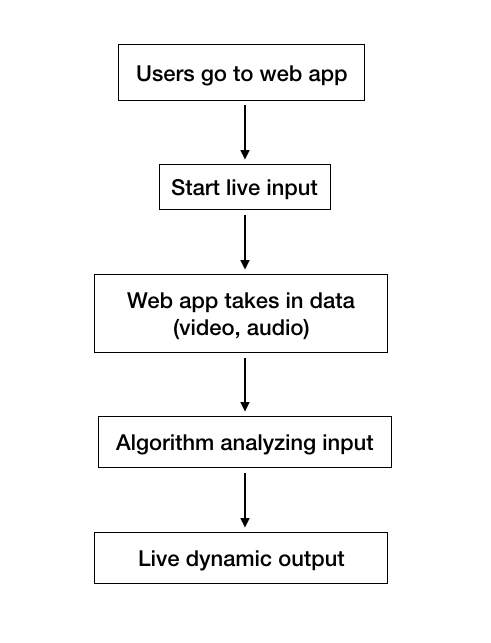 Users go to web app
Start live input
Web app takes in data
(video, audio)
Algorithm analyzing input
Live dynamic output